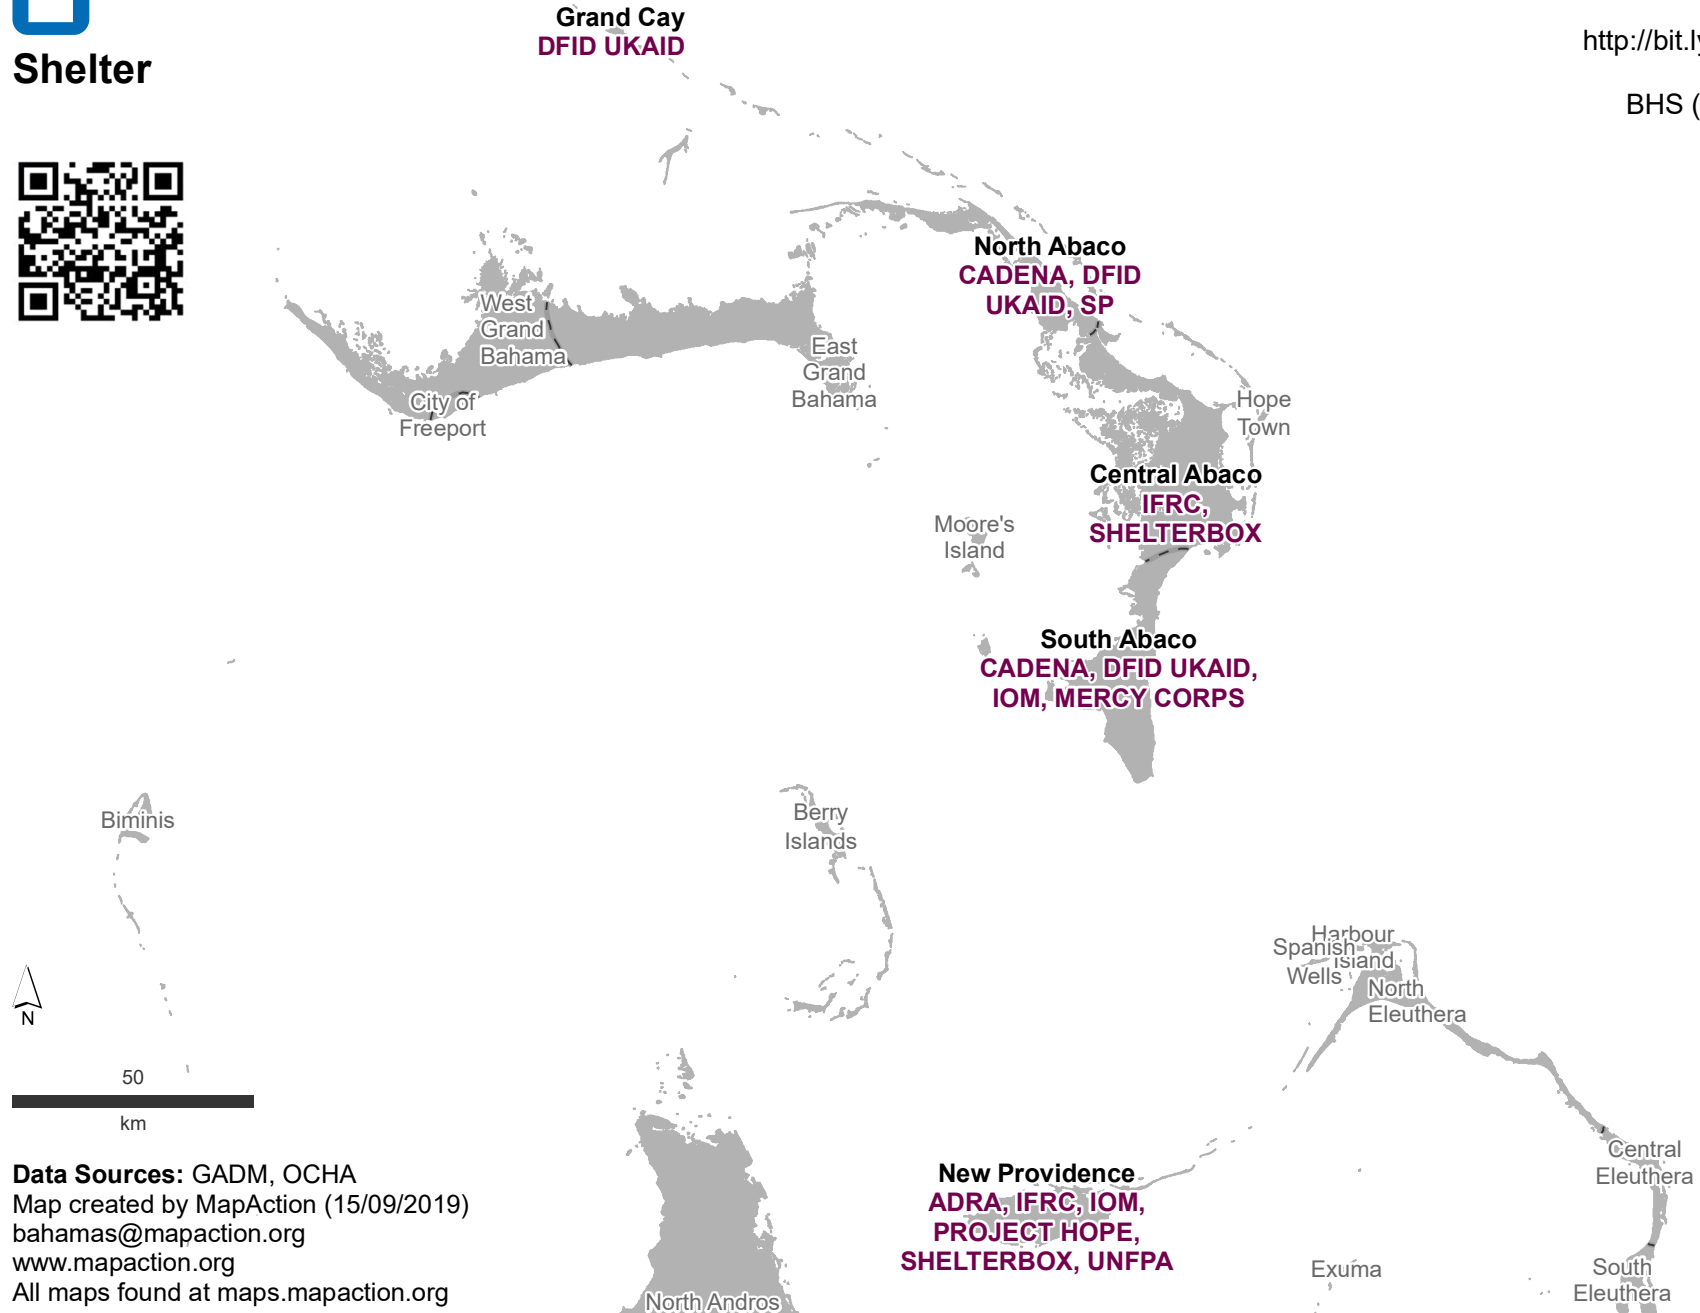 Shelter
Grand Cay
DFID UKAID
http://bit.ly
BHS (
North Abaco
CADENA, DFID
UKAID, SP
West
Grand
Bahama
East
Grand
Bahama
City of
Freeport
Hope
Town
Central Abaco
IFRC,
SHELTERBOX
Moore's
Island
South Abaco
CADENA, DFID UKAID,
IOM, MERCY CORPS
Biminis
Berry
Islands
Harbour
Island
Spanish
Wells
North
Eleuthera
N
50
km
Central
Eleuthera
New Providence
ADRA, IFRC, IOM,
PROJECT HOPE,
SHELTERBOX, UNFPA
Exuma
South
Eleuthera
North Andros
Data Sources: GADM, OCHA
Map created by MapAction (15/09/2019)
bahamas@mapaction.org
www.mapaction.org
All maps found at maps.mapaction.org